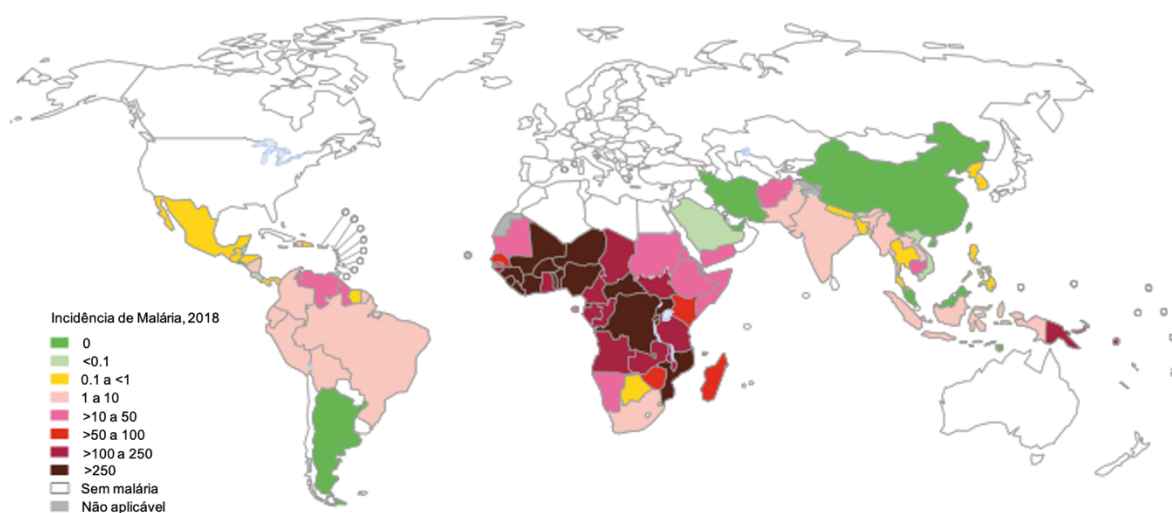 Incidência de Malária, 2018
0
<0.1
0.1 a <1
1 a 10
>10 a 50
>50 a 100
>100 a 250
>250
Sem malária
Não aplicável